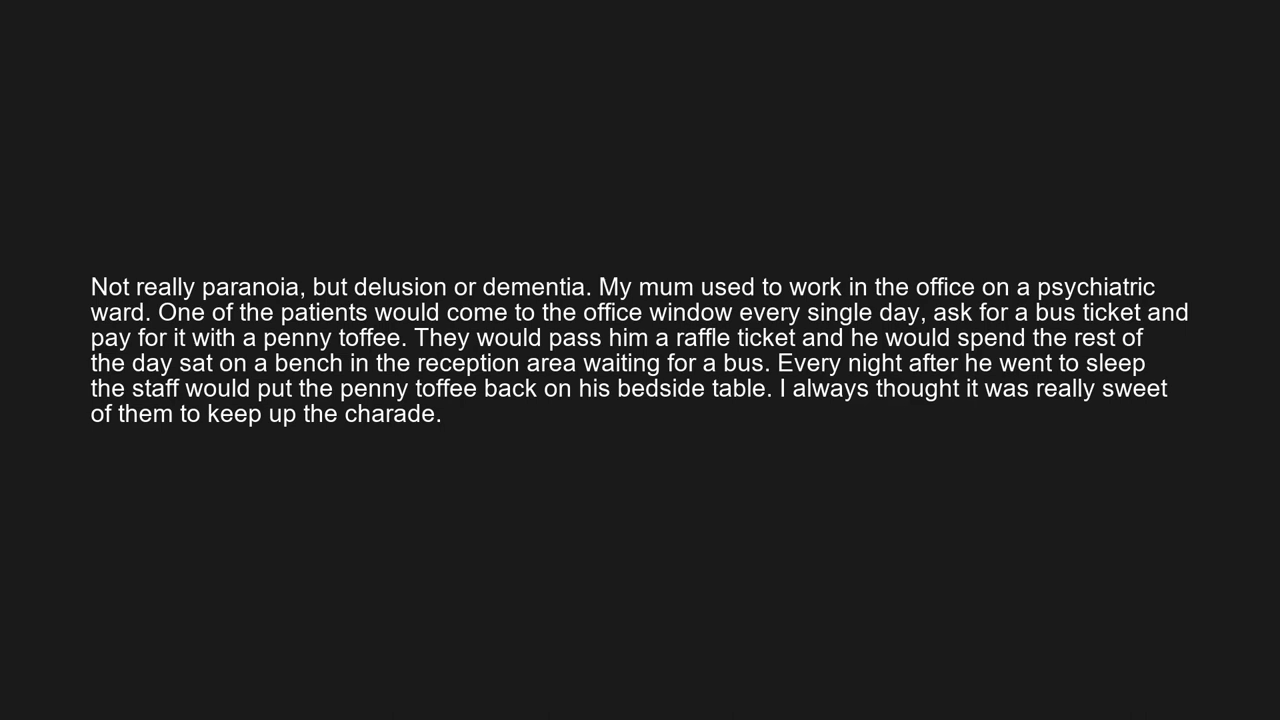 Not really paranoia, but delusion or dementia. My mum used to work in the office on a psychiatric
ward. One of the patients would come to the office window every single day, ask for a bus ticket and
pay for it with a penny toffee. They would pass him a raffle ticket and he would spend the rest of
the day sat on a bench in the reception area waiting for a bus. Every night after he went to sleep
the staff would put the penny toffee back on his bedside table. I always thought it was really sweet
of them to keep up the charade.